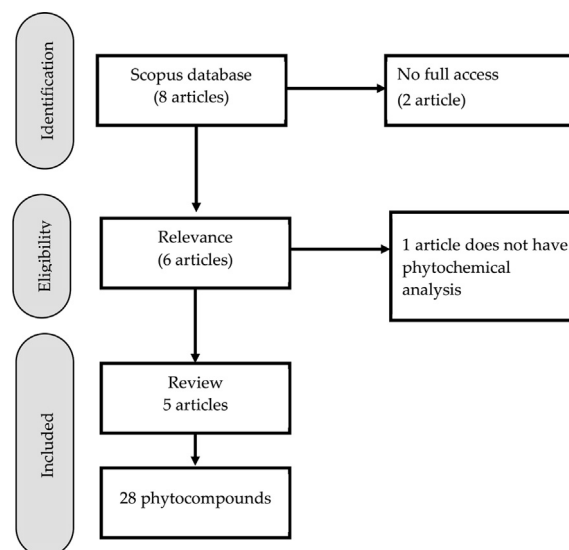 Identification
Scopus database
(8 articles)
No full access
(2 article)
Eligibility
Relevance
(6 articles)
1 article does not have
phytochemical
analysis
Included
Review
5 articles
28 phytocompounds